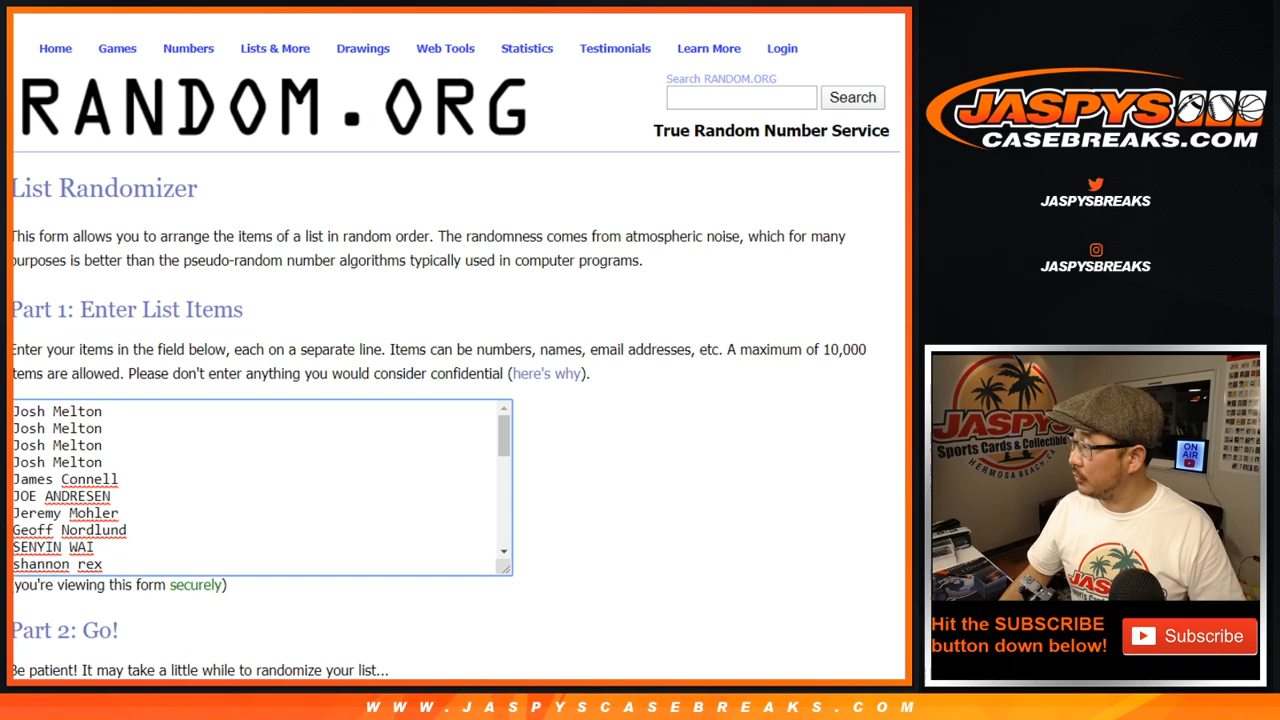 Home Games Numbers Lists & More Drawings Web Tools Statistics Testimonials Learn More Login
RANDOM.ORG
Search RANDOM.ORG
Search
True Random Number Service
List Randomizer
This form allows you to arrange the items of a list in random order. The randomness comes from atmospheric noise, which for many
purposes is better than the pseudo-random number algorithms typically used in computer programs.
Part 1: Enter List Items
Enter your items in the field below, each on a separate line. Items can be numbers, names, email addresses, etc. A maximum of 10,000
items are allowed. Please don't enter anything you would consider confidential (here's why).
Josh Melton
Josh Melton
Josh Melton
Josh Melton
James Connell
JOE ANDRESEN
Jeremy Mohler
Geoff Nordlund
SENYIN WAI
shannon rex
(you're viewing this form securely)
Part 2: Go!
Be patient! It may take a little while to randomize your list...
JASPYS
CASEBREAKS.COM
JASPYSBREAKS
JASPYSBREAKS
JASPYS
Sports Cards & Collectibles
HERMOSA BEACH, CA
ON
AIR
JASPYS
Hit the SUBSCRIBE
button down below!
Subscribe
WWW.JASPYSCASEBREAKS.COM